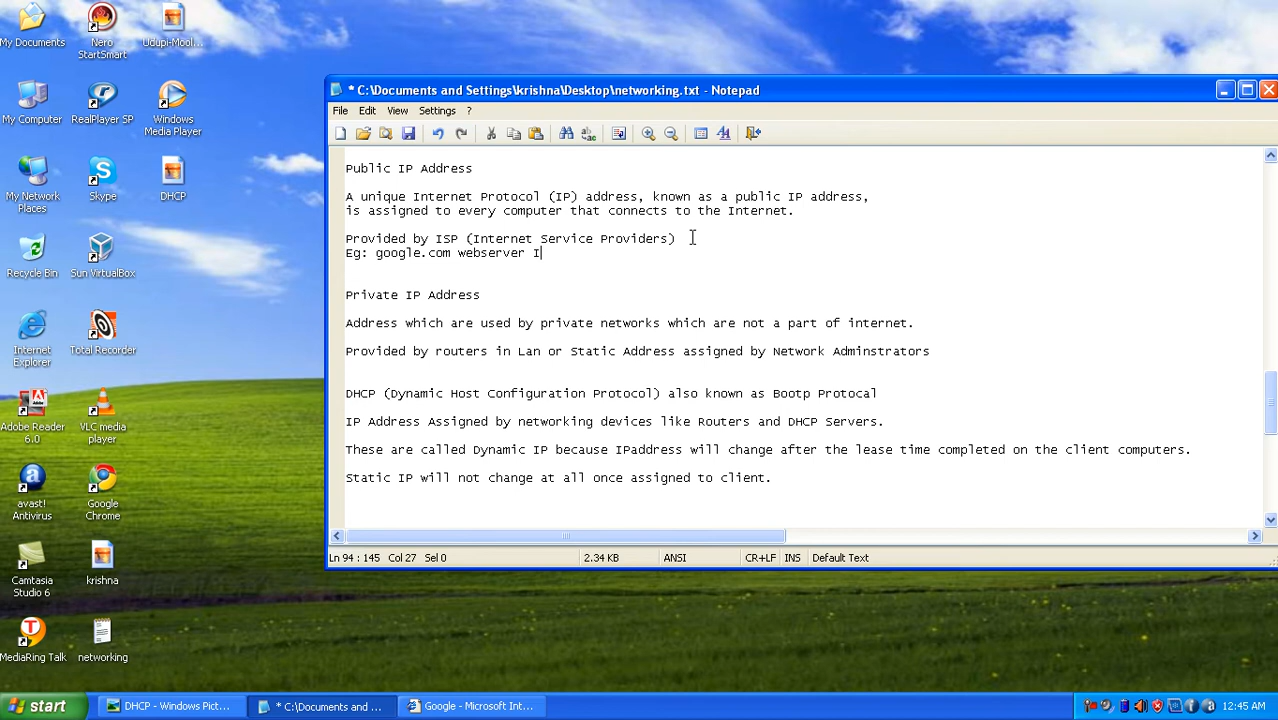 My Documents
Nero StartSmart
Udupi-Mool...
* C:\Documents and Settings\krishna\Desktop\networking.txt - Notepad
My Computer
RealPlayer SP
Windows Media Player
File Edit View Settings ?
My Network Places
Skype
DHCP
Public IP Address
A unique Internet Protocol (IP) address, known as a public IP address,
is assigned to every computer that connects to the Internet.
Provided by ISP (Internet Service Providers)
Eg: google.com webserver I
Recycle Bin
Sun VirtualBox
Private IP Address
Address which are used by private networks which are not a part of internet.
Provided by routers in Lan or Static Address assigned by Network Adminstrators
Internet Explorer
Total Recorder
DHCP (Dynamic Host Configuration Protocol) also known as Bootp Protocal
IP Address Assigned by networking devices like Routers and DHCP Servers.
These are called Dynamic IP because IPaddress will change after the lease time completed on the client computers.
Static IP will not change at all once assigned to client.
Adobe Reader 6.0
VLC media player
avast! Antivirus
Google Chrome
Ln 94 : 145 Col 27 Sel 0 2.34 KB ANSI CR+LF INS Default Text
Camtasia Studio 6
krishna
MediaRing Talk
networking
start
DHCP - Windows Pict...
* C:\Documents and ...
Google - Microsoft Int...
12:45 AM